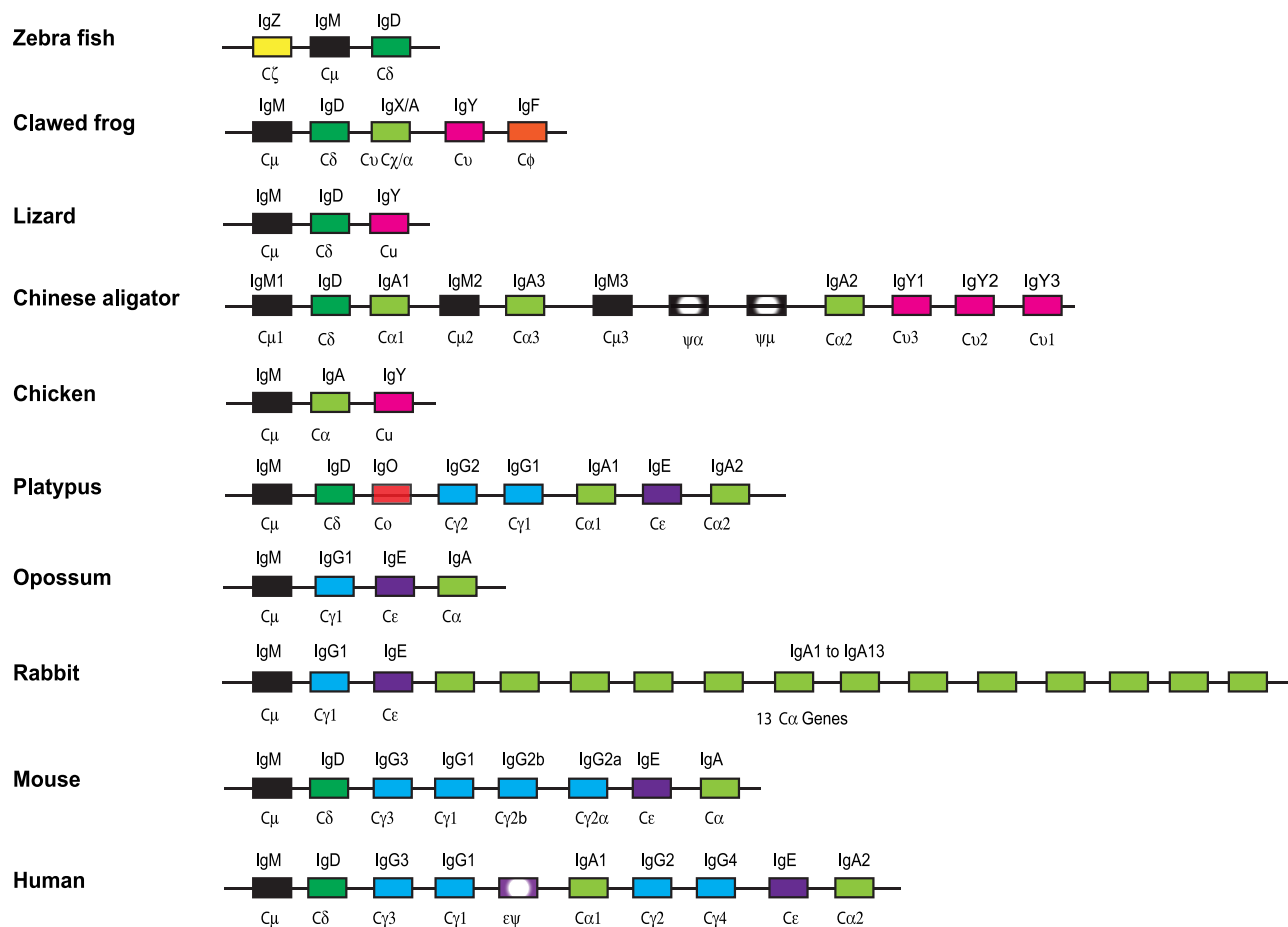 IgZ IgM IgD
Zebra fish
Cζ Cμ Cδ
IgM IgD IgX/A IgY IgF
Clawed frog
Cμ Cδ Cυ Cχ/α Cυ Cϕ
IgM IgD IgY
Lizard
Cμ Cδ Cu
IgM1 IgD IgA1 IgM2 IgA3 IgM3 IgA2 IgY1 IgY2 IgY3
Chinese aligator
Cμ1 Cδ Cα1 Cμ2 Cα3 Cμ3 ψα ψμ Cα2 Cυ3 Cυ2 Cυ1
IgM IgA IgY
Chicken
Cμ Cα Cu
IgM IgD IgO IgG2 IgG1 IgA1 IgE IgA2
Platypus
Cμ Cδ Co Cγ2 Cγ1 Cα1 Cε Cα2
IgM IgG1 IgE IgA
Opossum
Cμ Cγ1 Cε Cα
IgM IgG1 IgE IgA1 to IgA13
Rabbit
Cμ Cγ1 Cε 13 Cα Genes
IgM IgD IgG3 IgG1 IgG2b IgG2a IgE IgA
Mouse
Cμ Cδ Cγ3 Cγ1 Cγ2b Cγ2α Cε Cα
IgM IgD IgG3 IgG1 IgA1 IgG2 IgG4 IgE IgA2
Human
Cμ Cδ Cγ3 Cγ1 εψ Cα1 Cγ2 Cγ4 Cε Cα2